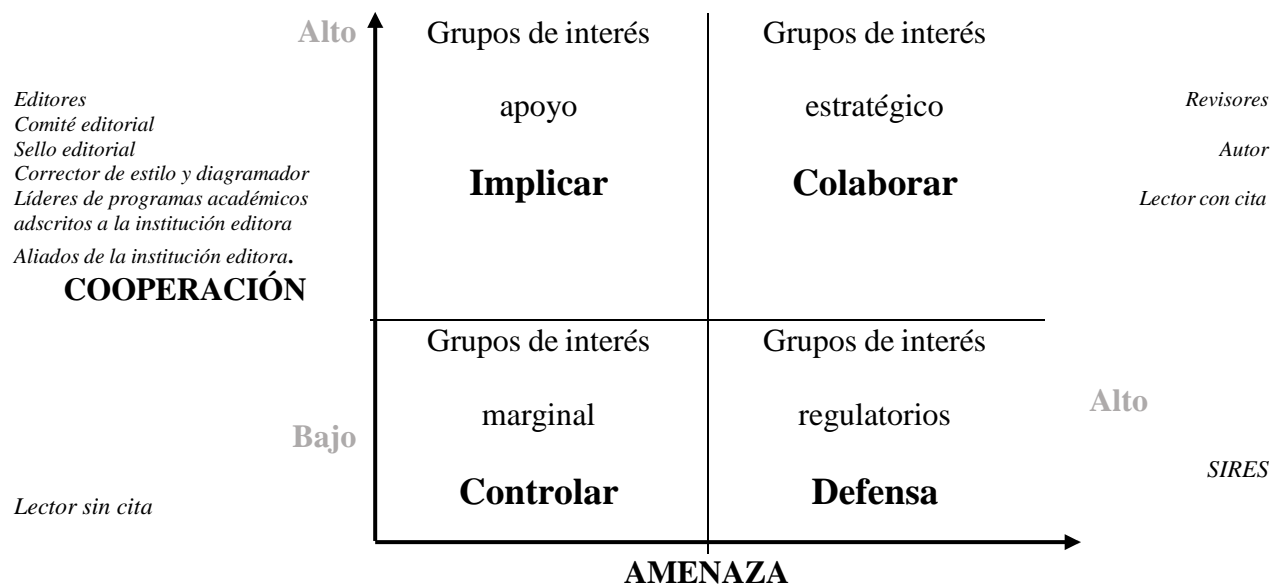 Alto
Grupos de interés
Grupos de interés
Editores
Comité editorial
Sello editorial
Corrector de estilo y diagramador
Líderes de programas académicos
adscritos a la institución editora
Aliados de la institución editora.
COOPERACIÓN
apoyo
estratégico
Implicar
Colaborar
Revisores
Autor
Lector con cita
Grupos de interés
Grupos de interés
marginal
regulatorios
Alto
Bajo
Controlar
Defensa
SIRES
Lector sin cita
AMENAZA